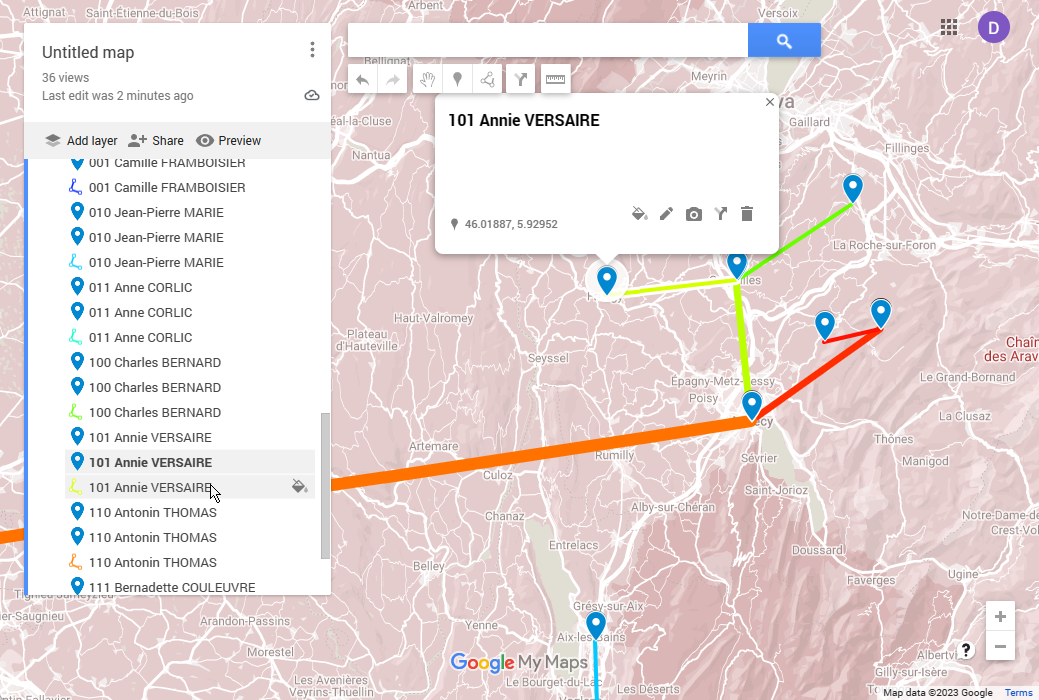 Attignat
Saint-Étienne-du-Bois
Arbent
Versoix
D
Untitled map
36 views
Last edit was 2 minutes ago
Bellignat
Meyrin
Add layer
Share
Preview
Nantua
Gaillard
Fillinges
101 Annie VERSAIRE
46.01887, 5.92952
001 Camille FRAMBOISIER
001 Camille FRAMBOISIER
010 Jean-Pierre MARIE
010 Jean-Pierre MARIE
010 Jean-Pierre MARIE
011 Anne CORLIC
011 Anne CORLIC
011 Anne CORLIC
100 Charles BERNARD
100 Charles BERNARD
100 Charles BERNARD
101 Annie VERSAIRE
101 Annie VERSAIRE
101 Annie VERSAIRE
110 Antonin THOMAS
110 Antonin THOMAS
110 Antonin THOMAS
111 Bernadette COULEUVRE
La Roche-sur-Foron
Haut-Valromey
Plateau
d'Hauteville
Seyssel
Chaîn
des Arav
Épagny-Metz-Tessy
Poisy
Le Grand-Bornand
La Clusaz
Artemare
Rumilly
Culoz
Sévrier
Thônes
Manigod
Saint-Jorioz
Alby-sur-Chéran
Chanaz
Notre-Dame-de-
Crest-Vol
Entrelacs
Doussard
Belley
Faverges
Ugine
Grésy-sur-Aix
Arandon-Passins
Yenne
Aix-les-Bains
Morestel
Google My Maps
Albertvi
Gilly-sur-Isère
Les Avenières
Veyrins-Thuellin
Le Bourget-du-Lac
Les Déserts
?
Map data ©2023 Google
Terms